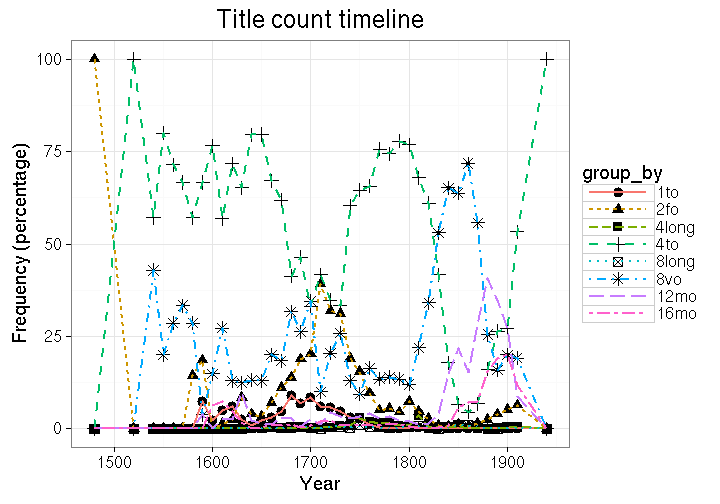 Title count timeline
Frequency (percentage)
100
75
50
25
0
1500
1600
1700
1800
1900
Year
group_by
1to
2fo
4long
4to
8long
8vo
12mo
16mo